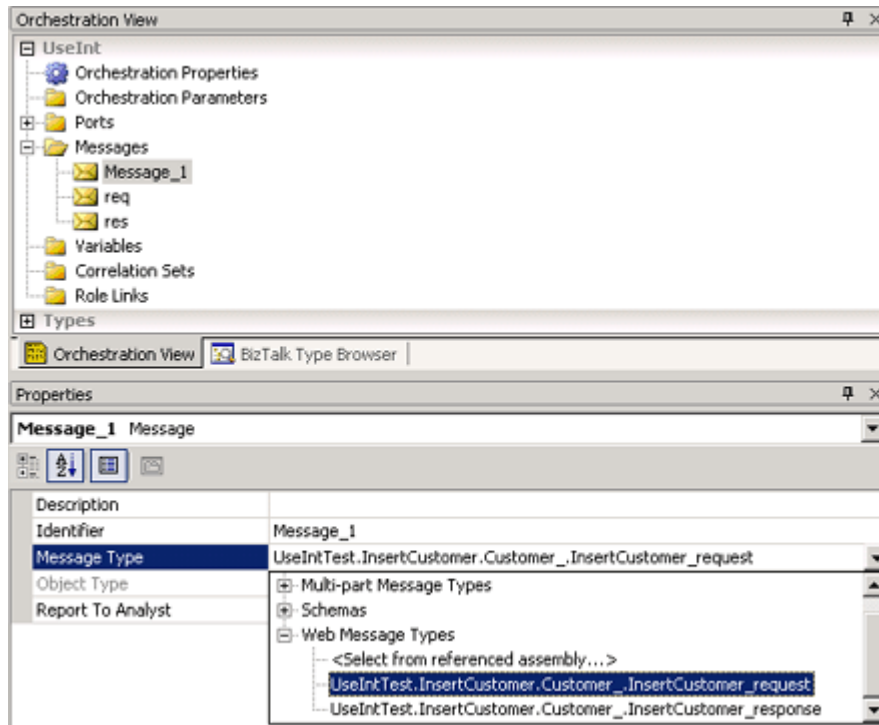 Orchestration View
UseInt
Orchestration Properties
Orchestration Parameters
Ports
Messages
Message_1
req
res
Variables
Correlation Sets
Role Links
Types
Orchestration View BizTalk Type Browser
Properties
Message_1 Message
Description
Identifier Message_1
Message Type UseIntTest.InsertCustomer.Customer_.InsertCustomer_request
Object Type Multi-part Message Types
Report To Analyst Schemas
Web Message Types
<Select from referenced assembly...>
UseIntTest.InsertCustomer.Customer_.InsertCustomer_request
UseIntTest.InsertCustomer.Customer_.InsertCustomer_response